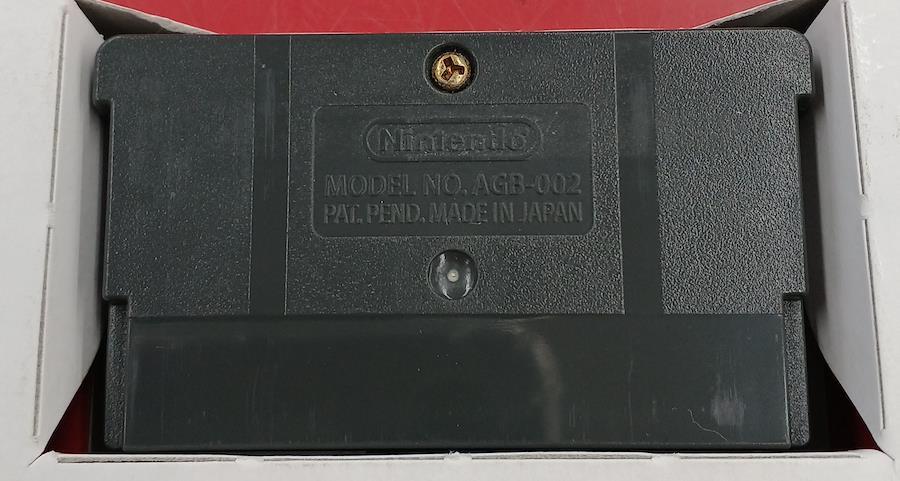 Nintendo
MODEL NO. AGB-002
PAT. PEND. MADE IN JAPAN